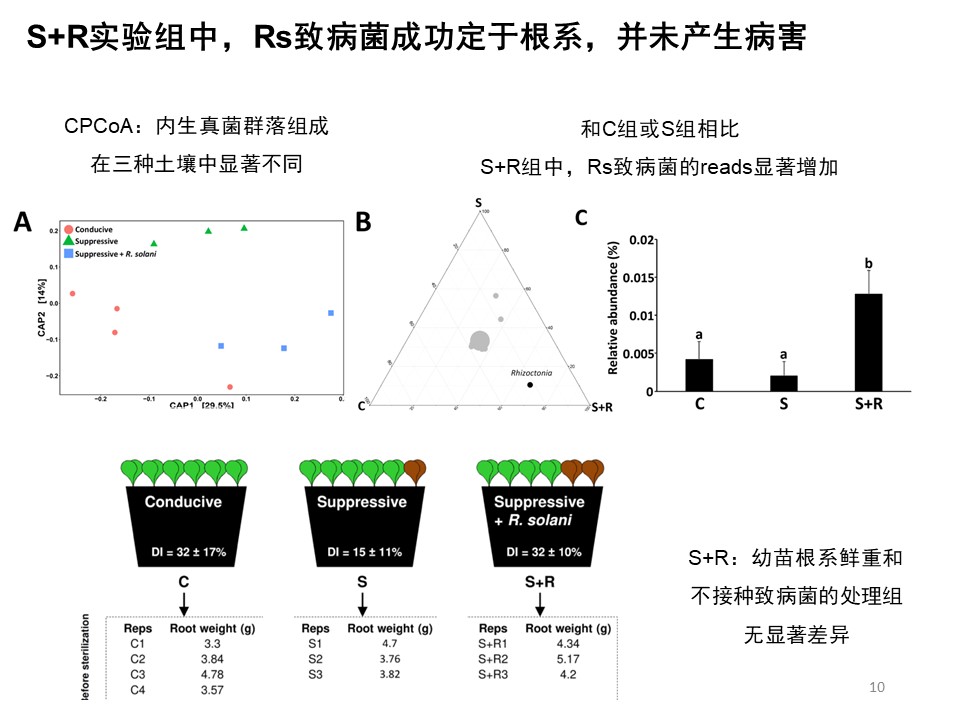 S+R实验组中，Rs致病菌成功定于根系，并未产生病害
CPCoA：内生真菌群落组成
在三种土壤中显著不同
和C组或S组相比
S+R组中，Rs致病菌的reads显著增加
A
Conducive
Suppressive
Suppressive + R. solani
CAP2 [14%]
0.2
0.1
0.0
−0.1
−0.2
−0.2
−0.1
0.0
0.1
0.2
0.
CAP1 [29.5%]
B
S
C
S+R
Rhizoctonia
C
Relative abundance (%)
0.02
0.015
0.01
0.005
0
a
a
b
C
S
S+R
Conducive
DI = 32 ± 17%
Suppressive
DI = 15 ± 11%
Suppressive
+ R. solani
DI = 32 ± 10%
C
S
S+R
before sterilization
Reps Root weight (g)
C1 3.3
C2 3.84
C3 4.78
C4 3.57
Reps Root weight (g)
S1 4.7
S2 3.76
S3 3.82
Reps Root weight (g)
S+R1 4.34
S+R2 5.17
S+R3 4.2
S+R：幼苗根系鲜重和
不接种致病菌的处理组
无显著差异
10